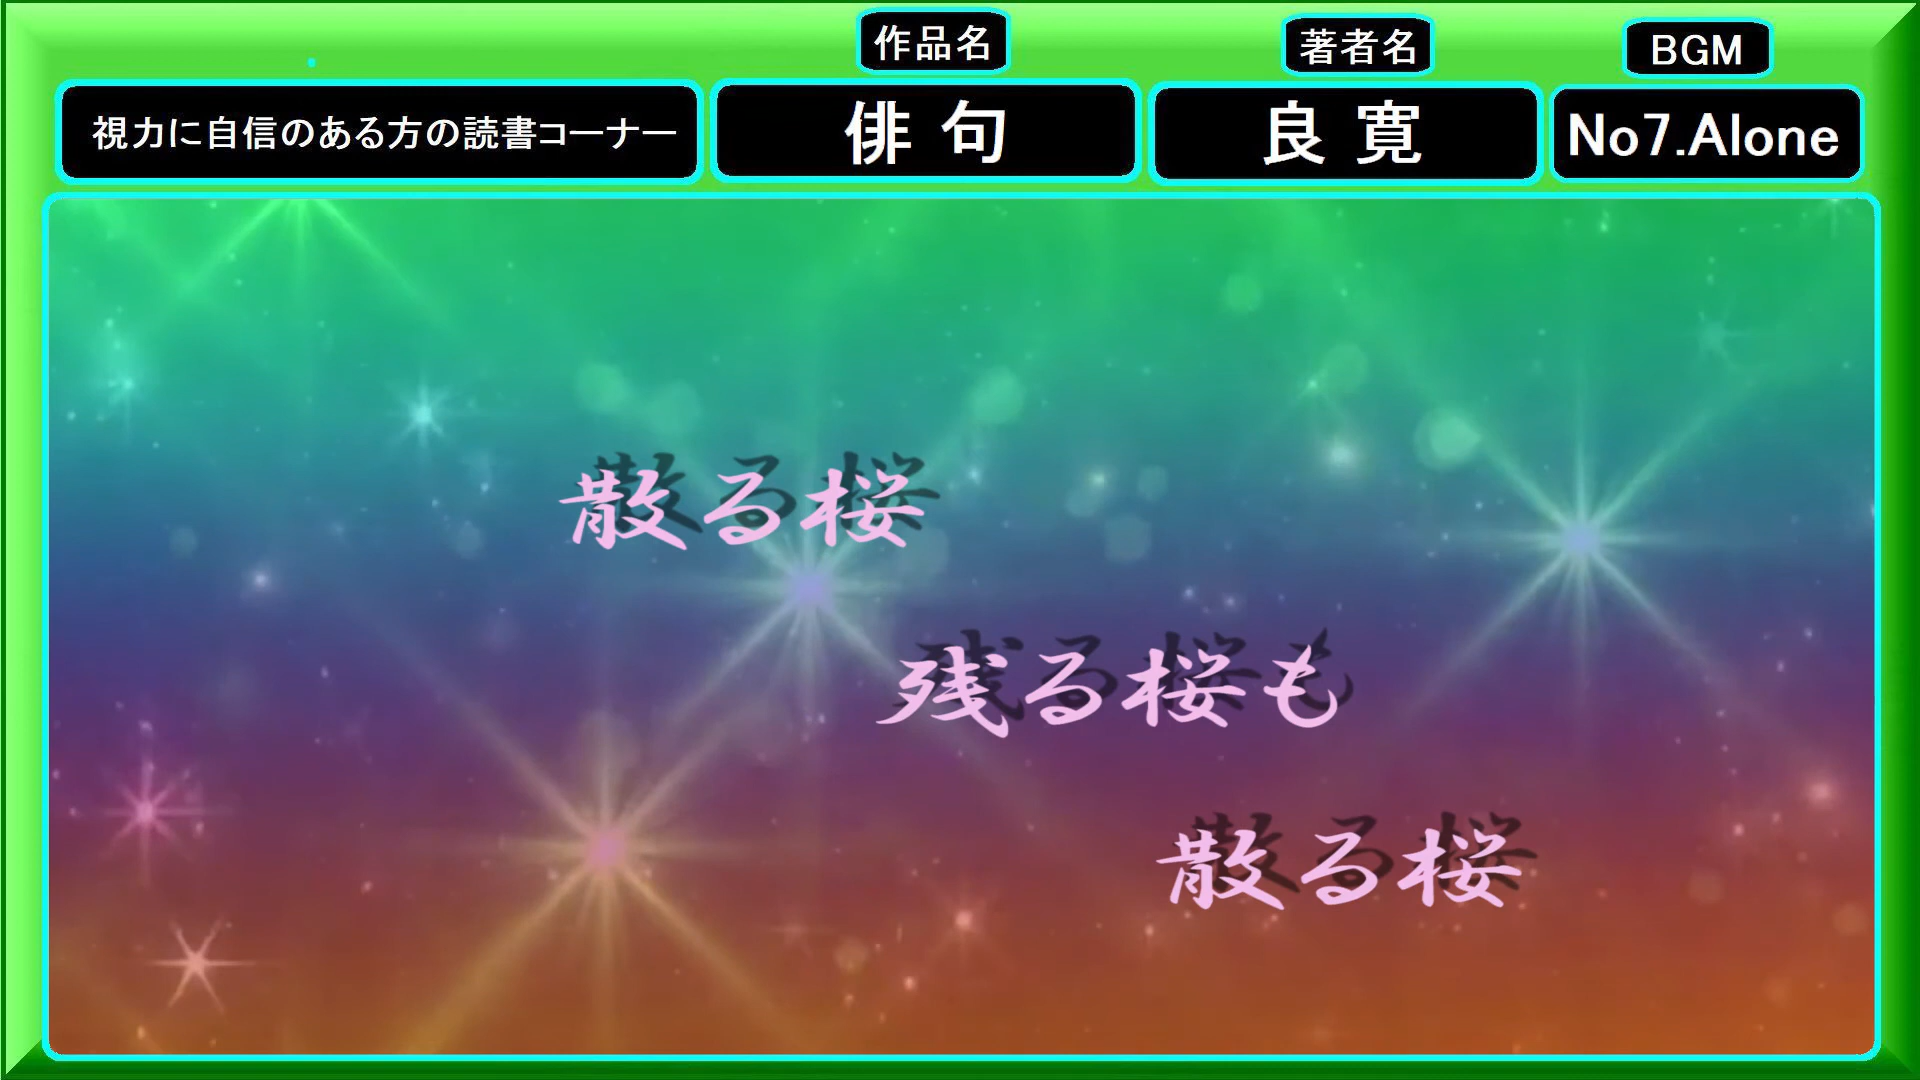 作品名
著者名
BGM
視力に自信のある方の読書コーナー
俳句
良寛
No7.Alone
散る桜
残る桜も
散る桜